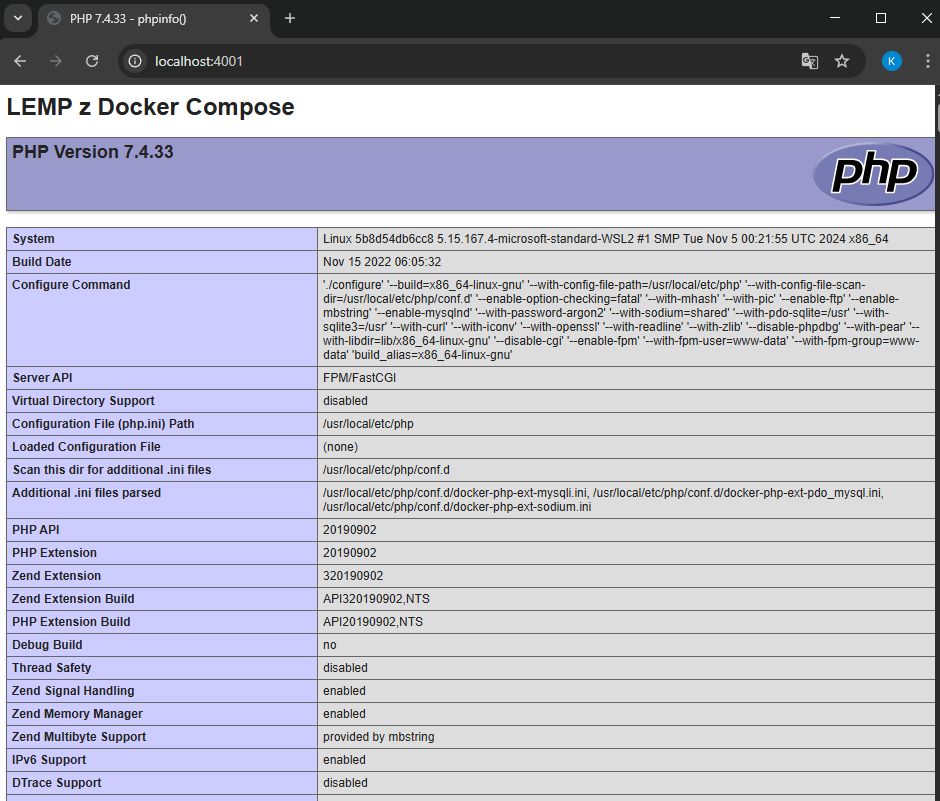 PHP 7.4.33 - phpinfo()
localhost:4001
K
LEMP z Docker Compose
PHP Version 7.4.33
php
System
Linux 5b8d54db6cc8 5.15.167.4-microsoft-standard-WSL2 #1 SMP Tue Nov 5 00:21:55 UTC 2024 x86_64
Build Date
Nov 15 2022 06:05:32
Configure Command
'./configure' '--build=x86_64-linux-gnu' '--with-config-file-path=/usr/local/etc/php' '--with-config-file-scan-
dir=/usr/local/etc/php/conf.d' '--enable-option-checking=fatal' '--with-mhash' '--with-pic' '--enable-ftp' '--enable-
mbstring' '--enable-mysqlnd' '--with-password-argon2' '--with-sodium=shared' '--with-pdo-sqlite=/usr' '--with-
sqlite3=/usr' '--with-curl' '--with-iconv' '--with-openssl' '--with-readline' '--with-zlib' '--disable-phpdbg' '--with-pear' '--
with-libdir=lib/x86_64-linux-gnu' '--disable-cgi' '--enable-fpm' '--with-fpm-user=www-data' '--with-fpm-group=www-
data' 'build_alias=x86_64-linux-gnu'
Server API
FPM/FastCGI
Virtual Directory Support
disabled
Configuration File (php.ini) Path
/usr/local/etc/php
Loaded Configuration File
(none)
Scan this dir for additional .ini files
/usr/local/etc/php/conf.d
Additional .ini files parsed
/usr/local/etc/php/conf.d/docker-php-ext-mysqli.ini, /usr/local/etc/php/conf.d/docker-php-ext-pdo_mysql.ini,
/usr/local/etc/php/conf.d/docker-php-ext-sodium.ini
PHP API
20190902
PHP Extension
20190902
Zend Extension
320190902
Zend Extension Build
API320190902,NTS
PHP Extension Build
API20190902,NTS
Debug Build
no
Thread Safety
disabled
Zend Signal Handling
enabled
Zend Memory Manager
enabled
Zend Multibyte Support
provided by mbstring
IPv6 Support
enabled
DTrace Support
disabled